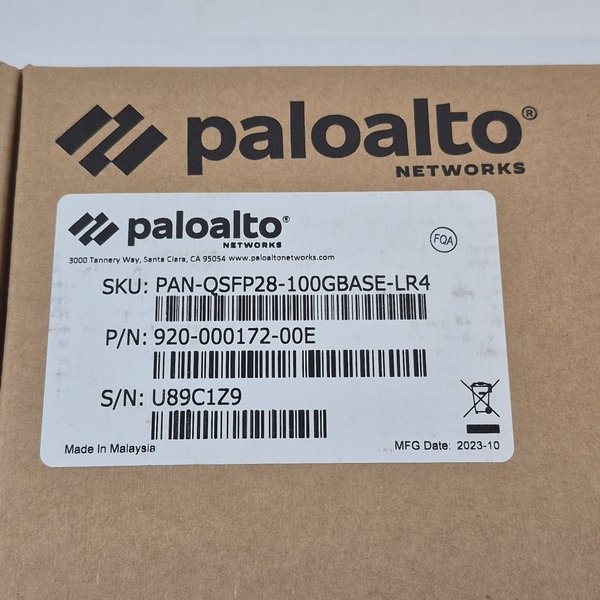 paloalto®
NETWORKS
paloalto®
NETWORKS
3000 Tannery Way, Santa Clara, CA 95054 www.paloaltonetworks.com
FQA
SKU: PAN-QSFP28-100GBASE-LR4
P/N: 920-000172-00E
S/N: U89C1Z9
Made In Malaysia
MFG Date: 2023-10